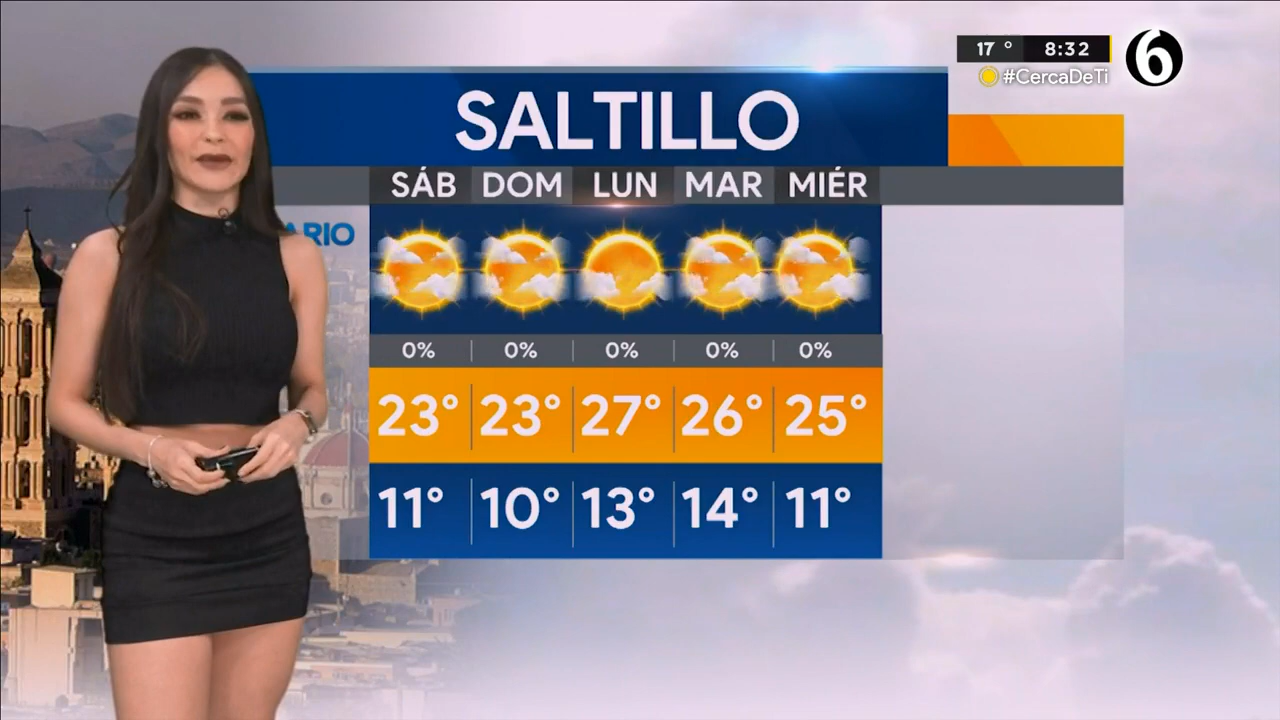 17° 8:32
#CercaDeTi
6
SALTILLO
SÁB DOM LUN MAR MIÉR
ARIO
0% 0% 0% 0% 0%
23° 23° 27° 26° 25°
11° 10° 13° 14° 11°